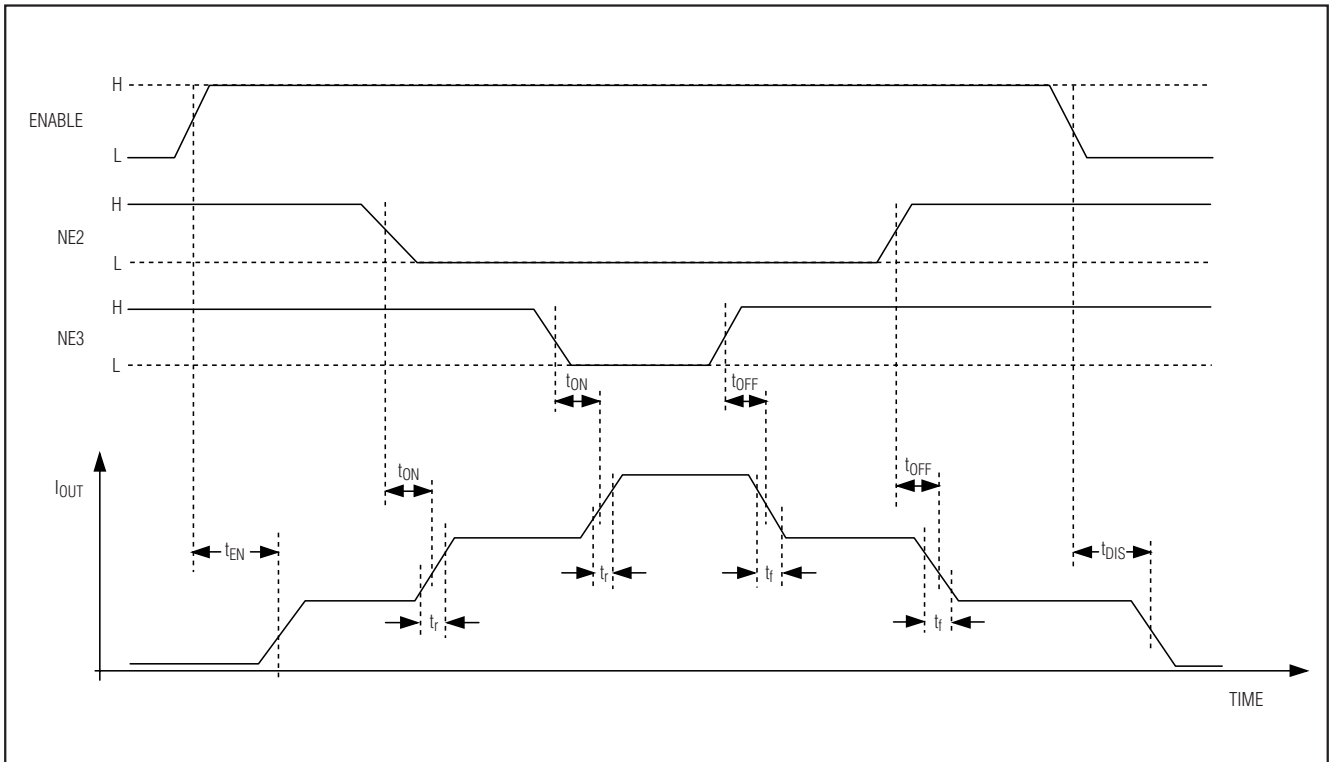 H
ENABLE
L
H
NE2
L
H
NE3
L
tON
tOFF
IOUT
tON
tOFF
tEN
tr
tf
tDIS
tr
tf
TIME